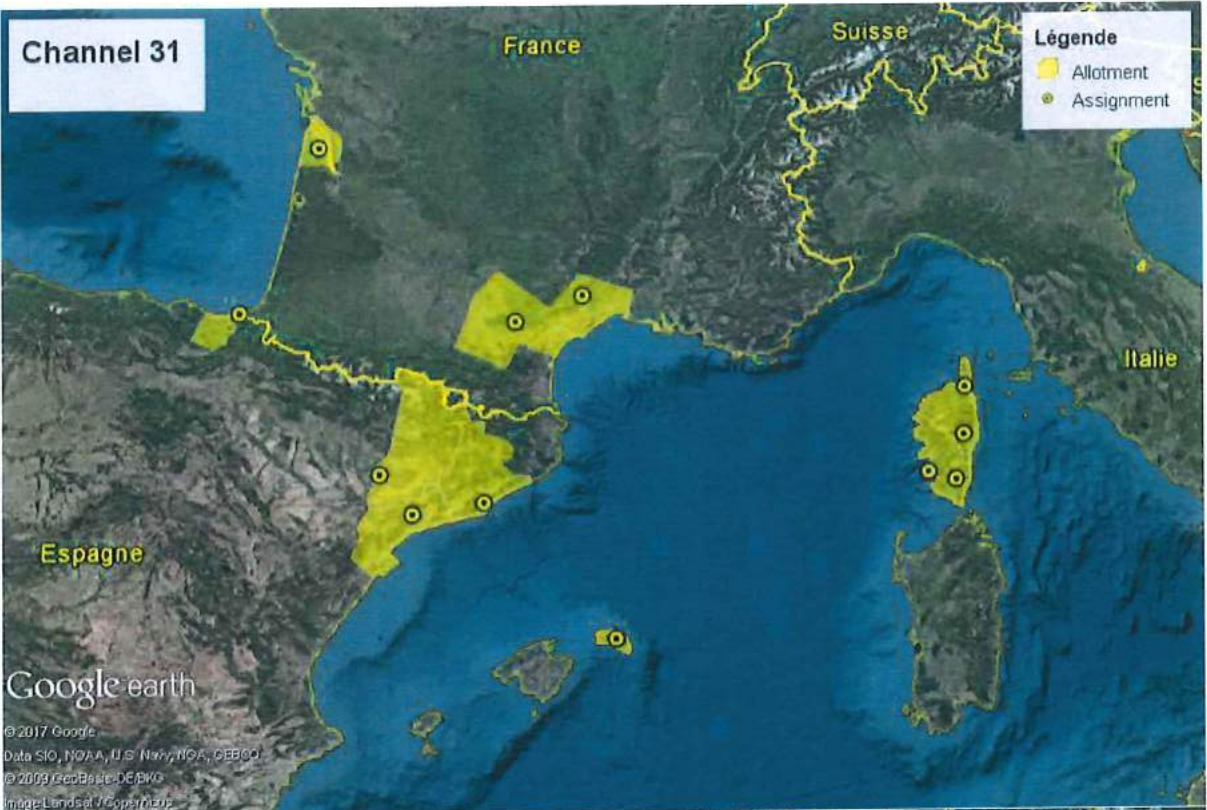 Channel 31
France
Suisse
Légende
Allotment
Assignment
Italie
Espagne
Google earth
©2017 Google
Data SIO, NOAA, U.S. Navy, NGA, GEBCO
© 2009 GeoBasis-DE/BKG
Image Landsat / Copernicus